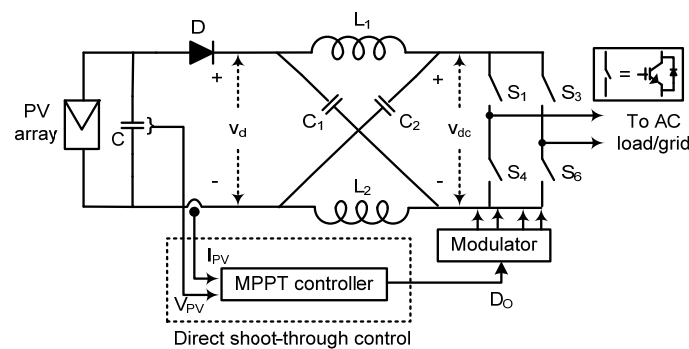 D
L1
+
+
S1
S3
=
PV
array
C
vd
C1
C2
vdc
To AC
load/grid
-
-
S4
S6
L2
Modulator
IPV
VPV
MPPT controller
DO
Direct shoot-through control